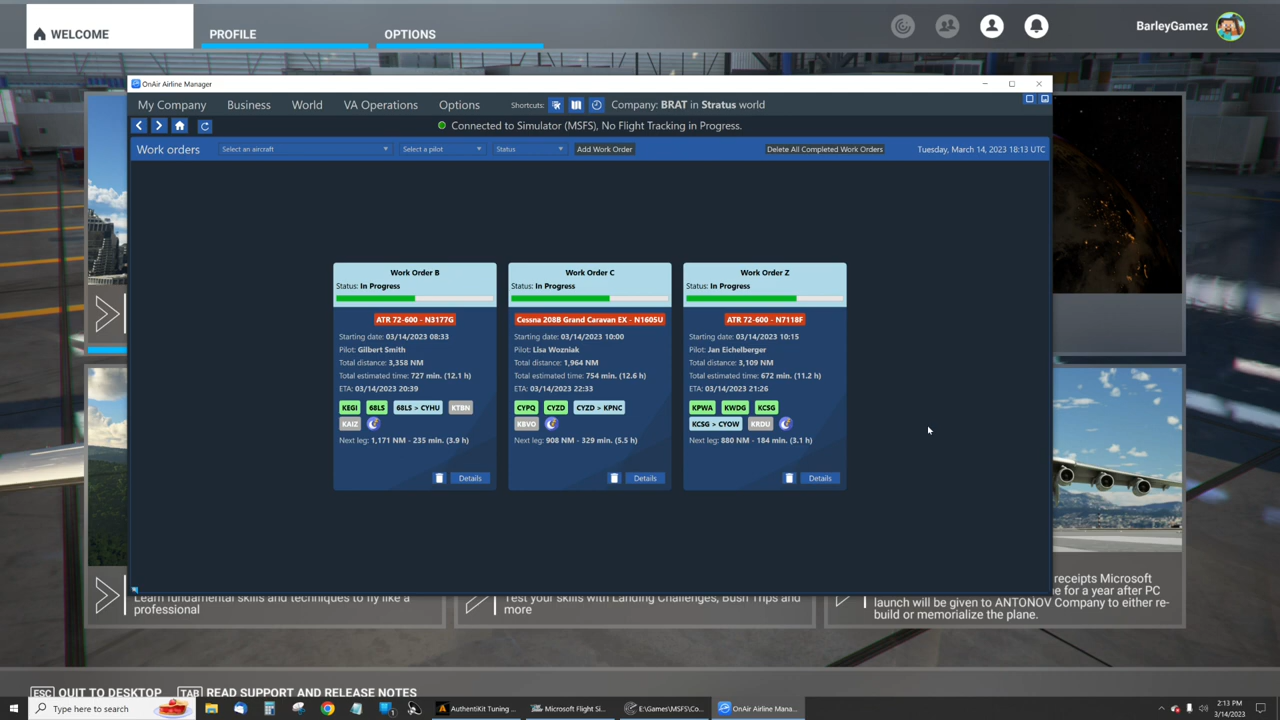 WELCOME
PROFILE
OPTIONS
BarleyGamez
OnAir Airline Manager
My Company Business World VA Operations Options Shortcuts: Company: BRAT in Stratus world
Connected to Simulator (MSFS), No Flight Tracking in Progress.
Work orders Select an aircraft Select a pilot Status Add Work Order Delete All Completed Work Orders Tuesday, March 14, 2023 18:13 UTC
Work Order B
Status: In Progress
ATR 72-600 - N3177G
Starting date: 03/14/2023 08:33
Pilot: Gilbert Smith
Total distance: 3,358 NM
Total estimated time: 727 min. (12.1 h)
ETA: 03/14/2023 20:39
KEGI 68LS 68LS > CYHU KTBN
KAIZ
Next leg: 1,171 NM - 235 min. (3.9 h)
Details
Work Order C
Status: In Progress
Cessna 208B Grand Caravan EX - N1605U
Starting date: 03/14/2023 10:00
Pilot: Lisa Wozniak
Total distance: 1,964 NM
Total estimated time: 754 min. (12.6 h)
ETA: 03/14/2023 22:33
CYPQ CYZD CYZD > KPNC
KBVO
Next leg: 908 NM - 329 min. (5.5 h)
Details
Work Order Z
Status: In Progress
ATR 72-600 - N7118F
Starting date: 03/14/2023 10:15
Pilot: Jan Eichelberger
Total distance: 3,109 NM
Total estimated time: 672 min. (11.2 h)
ETA: 03/14/2023 21:26
KPWA KWDG KCSG
KCSG > CYOW KRDU
Next leg: 880 NM - 184 min. (3.1 h)
Details
Learn fundamental skills and techniques to fly like a
professional
Test your skills with Landing Challenges, Bush Trips and
more
receipts Microsoft
e for a year after PC
launch will be given to ANTONOV Company to either re-
build or memorialize the plane.
ESC QUIT TO DESKTOP TAB READ SUPPORT AND RELEASE NOTES
Type here to search
AuthentiKit Tuning ...
Microsoft Flight Si...
E:\Games\MSFS\Co...
OnAir Airline Mana...
2:13 PM
3/14/2023